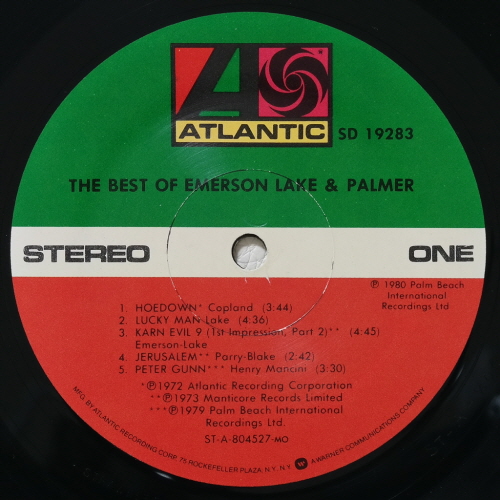 ATLANTIC
SD 19283
THE BEST OF EMERSON LAKE & PALMER
STEREO
ONE
℗ 1980 Palm Beach
International
Recordings Ltd
1. HOEDOWN* Copland (3:44)
2. LUCKY MAN Lake (4:36)
3. KARN EVIL 9 (1st Impression, Part 2)** (4:45)
Emerson-Lake
4. JERUSALEM** Parry-Blake (2:42)
5. PETER GUNN*** Henry Mancini (3:30)
*℗1972 Atlantic Recording Corporation
**℗1973 Manticore Records Limited
***℗1979 Palm Beach International
Recordings Ltd.
ST-A-804527-MO
MFG. BY ATLANTIC RECORDING CORP. 75 ROCKEFELLER PLAZA, N.Y., N.Y. A WARNER COMMUNICATIONS CO.